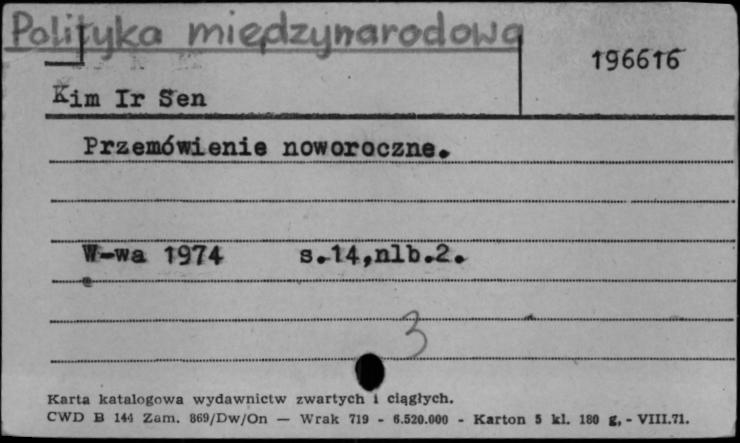 Polityka międzynarodowa
196616
Kim Ir Sen
Przemówienie noworoczne.
W-wa 1974 s.14,nlb.2.
3
Karta katalogowa wydawnictw zwartych i ciągłych.
CWD B 144 Zam. 869/Dw/On — Wrak 719 - 6.520.000 - Karton 5 kl. 180 g, - VIII.71.